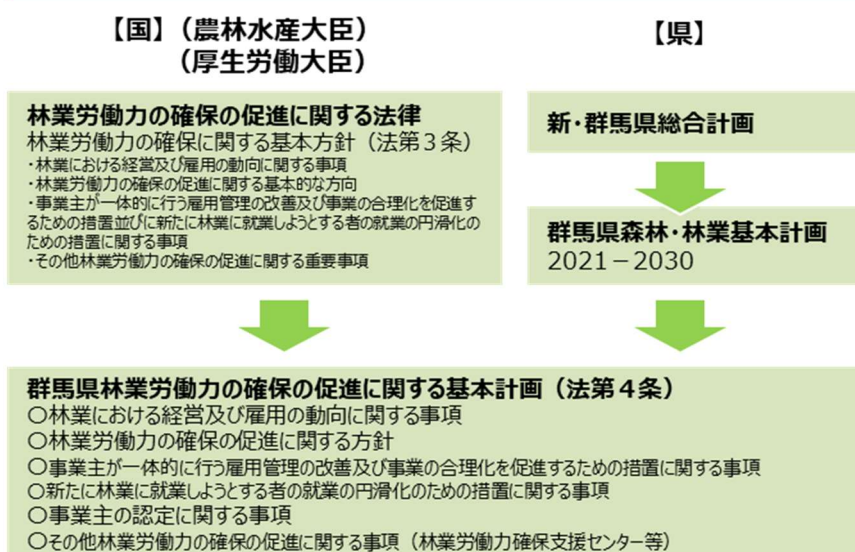 【国】（農林水産大臣）
（厚生労働大臣）
林業労働力の確保の促進に関する法律
林業労働力の確保に関する基本方針（法第３条）
・林業における経営及び雇用の動向に関する事項
・林業労働力の確保の促進に関する基本的な方向
・事業主が一体的に行う雇用管理の改善及び事業の合理化を促進す
るための措置並びに新たに林業に就業しようとする者の就業の円滑化の
ための措置に関する事項
・その他林業労働力の確保の促進に関する重要事項
【県】
新・群馬県総合計画
群馬県森林・林業基本計画
2021－2030
群馬県林業労働力の確保の促進に関する基本計画（法第４条）
〇林業における経営及び雇用の動向に関する事項
〇林業労働力の確保の促進に関する方針
〇事業主が一体的に行う雇用管理の改善及び事業の合理化を促進するための措置に関する事項
〇新たに林業に就業しようとする者の就業の円滑化のための措置に関する事項
〇事業主の認定に関する事項
〇その他林業労働力の確保の促進に関する事項（林業労働力確保支援センター等）